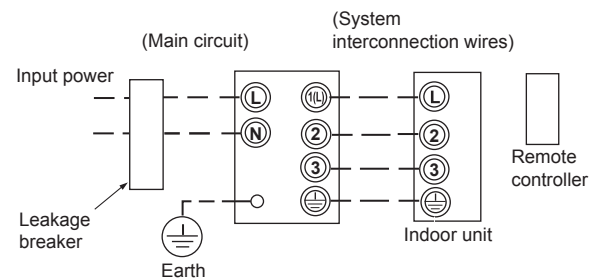 (Main circuit)
(System
interconnection wires)
Input power
L
N
1(L)
2
3
L
2
3
Remote
controller
Leakage
breaker
Earth
Indoor unit